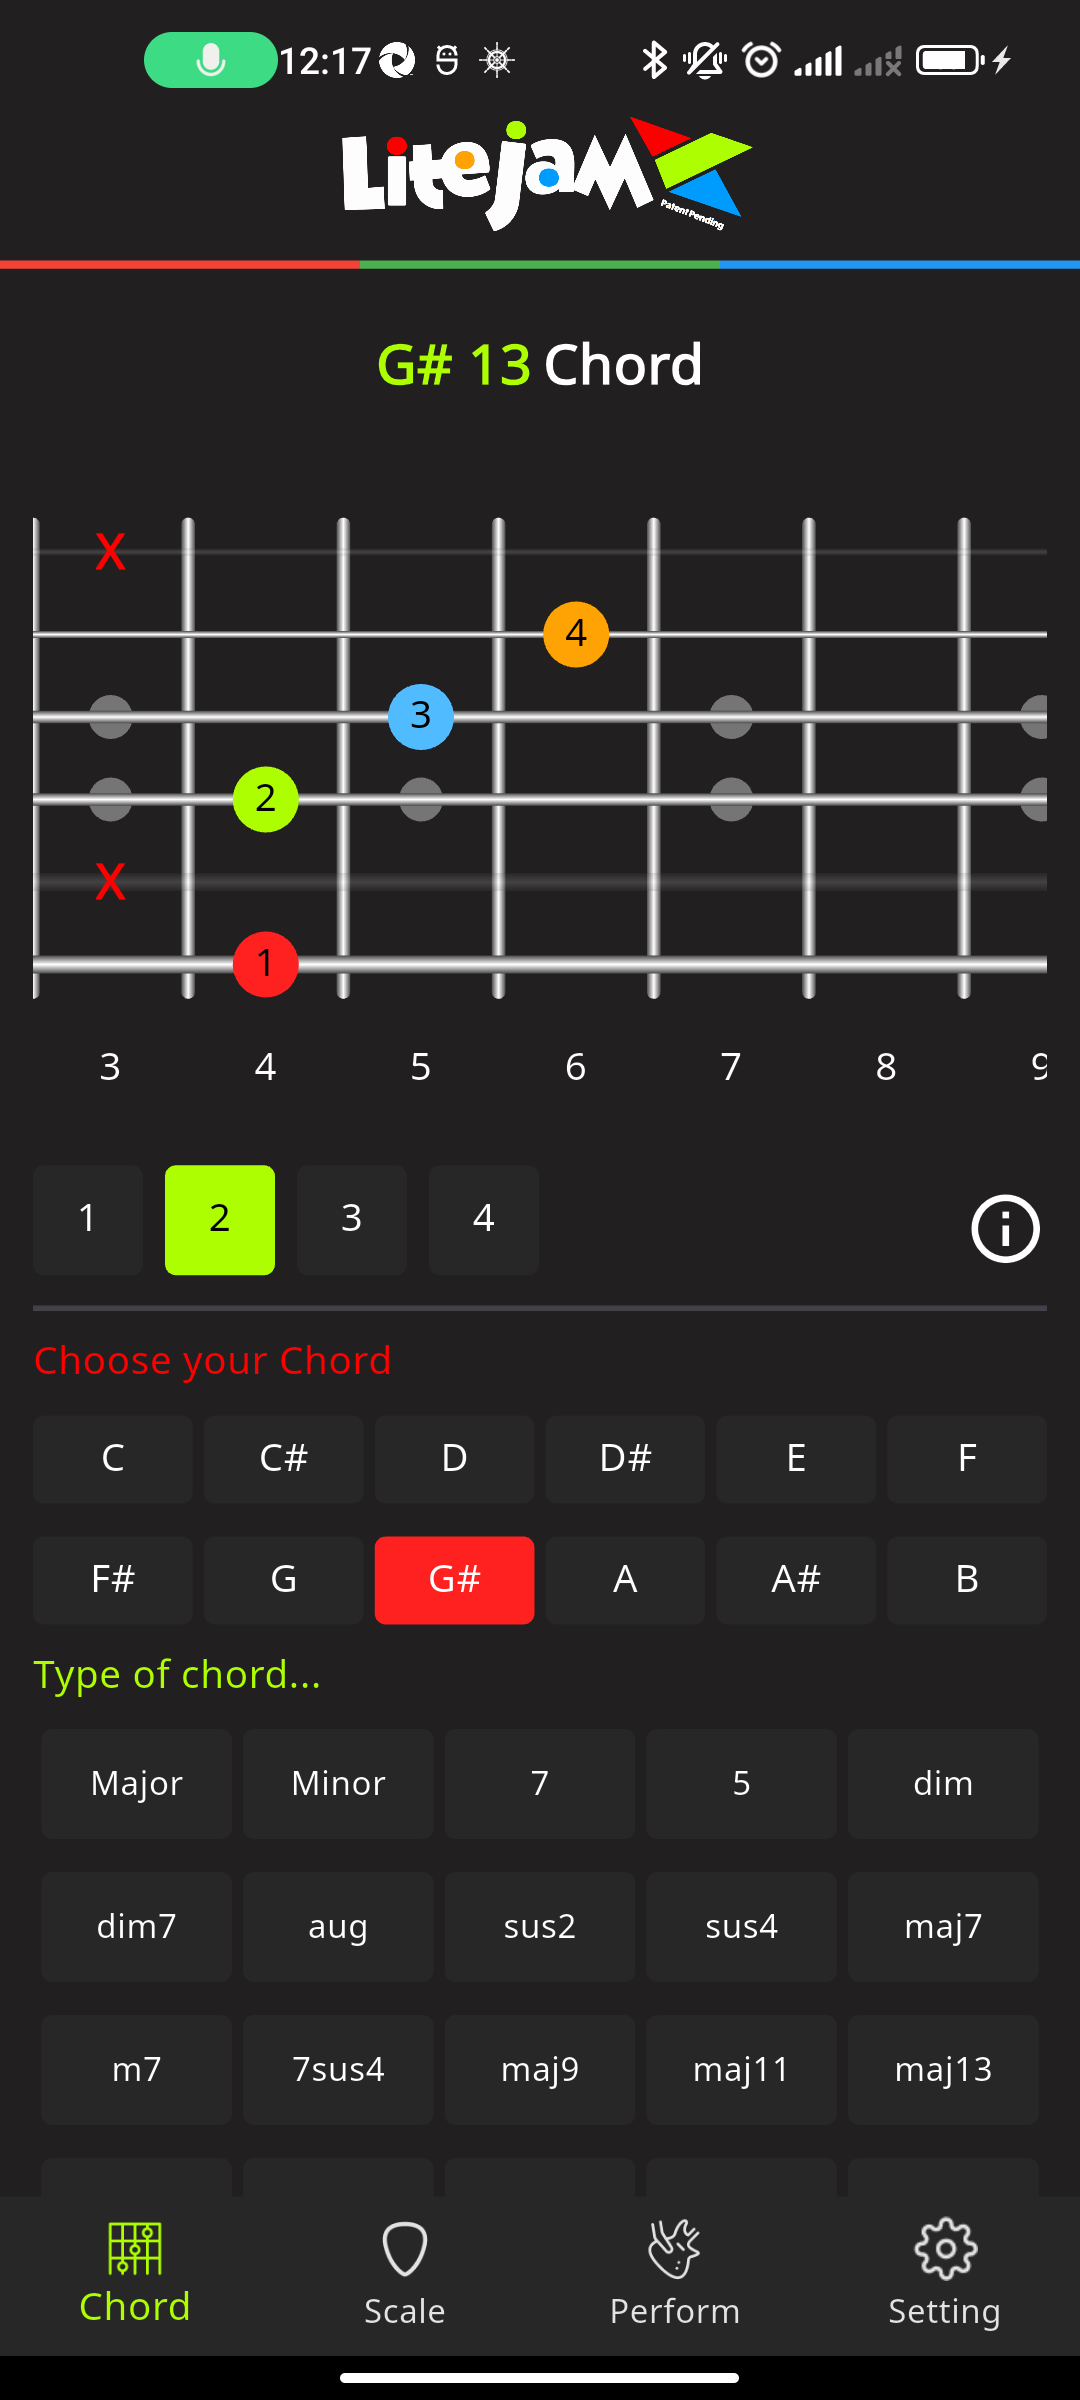 12:17
Litejam
Patent Pending
G# 13 Chord
X
4
3
2
X
1
3 4 5 6 7 8 9
1 2 3 4
Choose your Chord
C C# D D# E F
F# G G# A A# B
Type of chord...
Major Minor 7 5 dim
dim7 aug sus2 sus4 maj7
m7 7sus4 maj9 maj11 maj13
Chord Scale Perform Setting